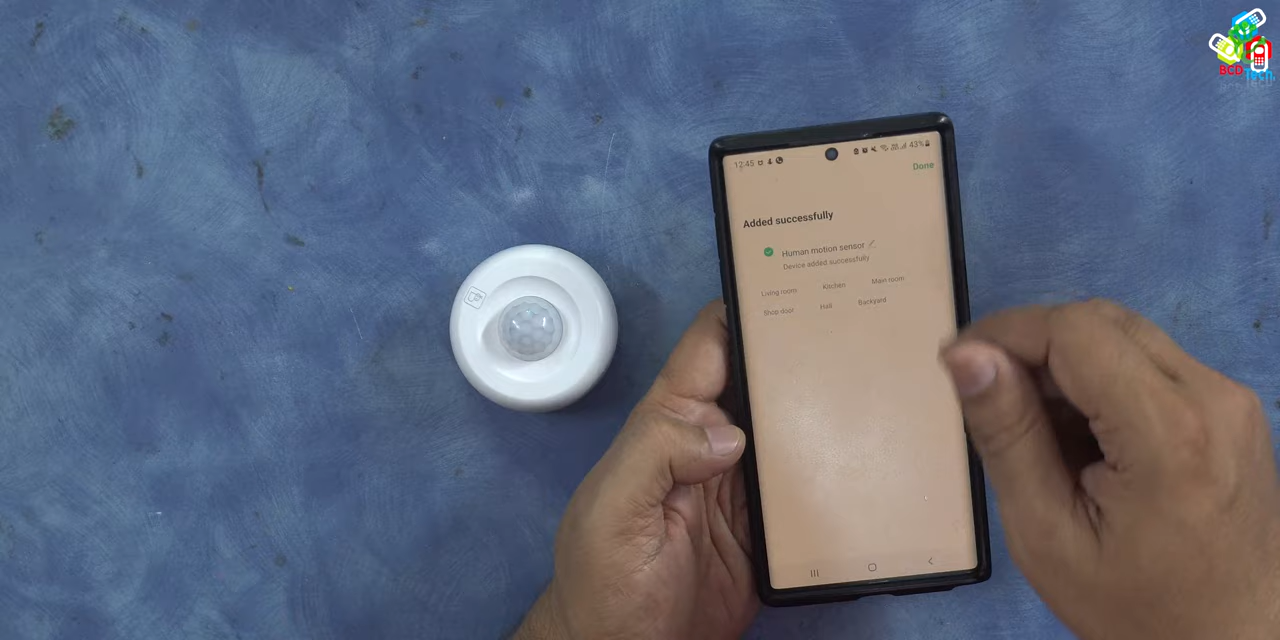 BCD Tech
12:45
43%
Done
Added successfully
Human motion sensor
Device added successfully
Living room Kitchen Main room
Shop door Hall Backyard